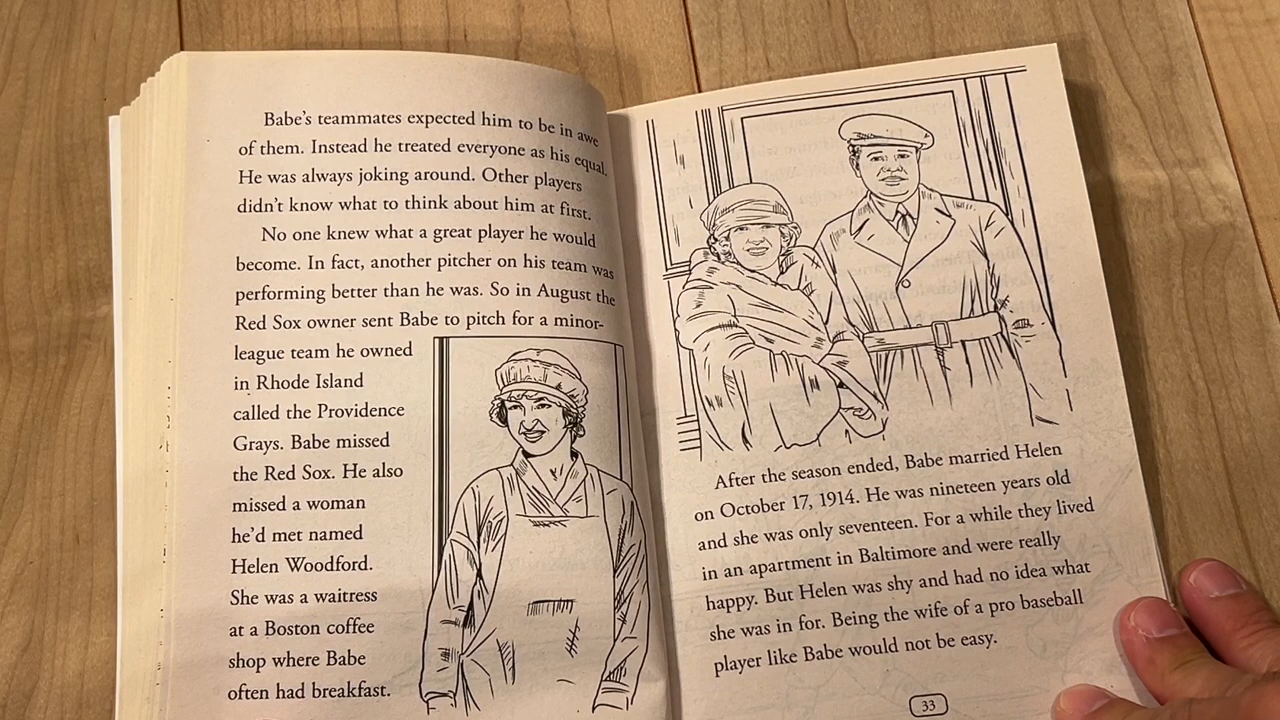 Babe's teammates expected him to be in awe
of them. Instead he treated everyone as his equal.
He was always joking around. Other players
didn't know what to think about him at first.
No one knew what a great player he would
become. In fact, another pitcher on his team was
performing better than he was. So in August the
Red Sox owner sent Babe to pitch for a minor-
league team he owned
in Rhode Island
called the Providence
Grays. Babe missed
the Red Sox. He also
missed a woman
he'd met named
Helen Woodford.
She was a waitress
at a Boston coffee
shop where Babe
often had breakfast.
After the season ended, Babe married Helen
on October 17, 1914. He was nineteen years old
and she was only seventeen. For a while they lived
in an apartment in Baltimore and were really
happy. But Helen was shy and had no idea what
she was in for. Being the wife of a pro baseball
player like Babe would not be easy.
33